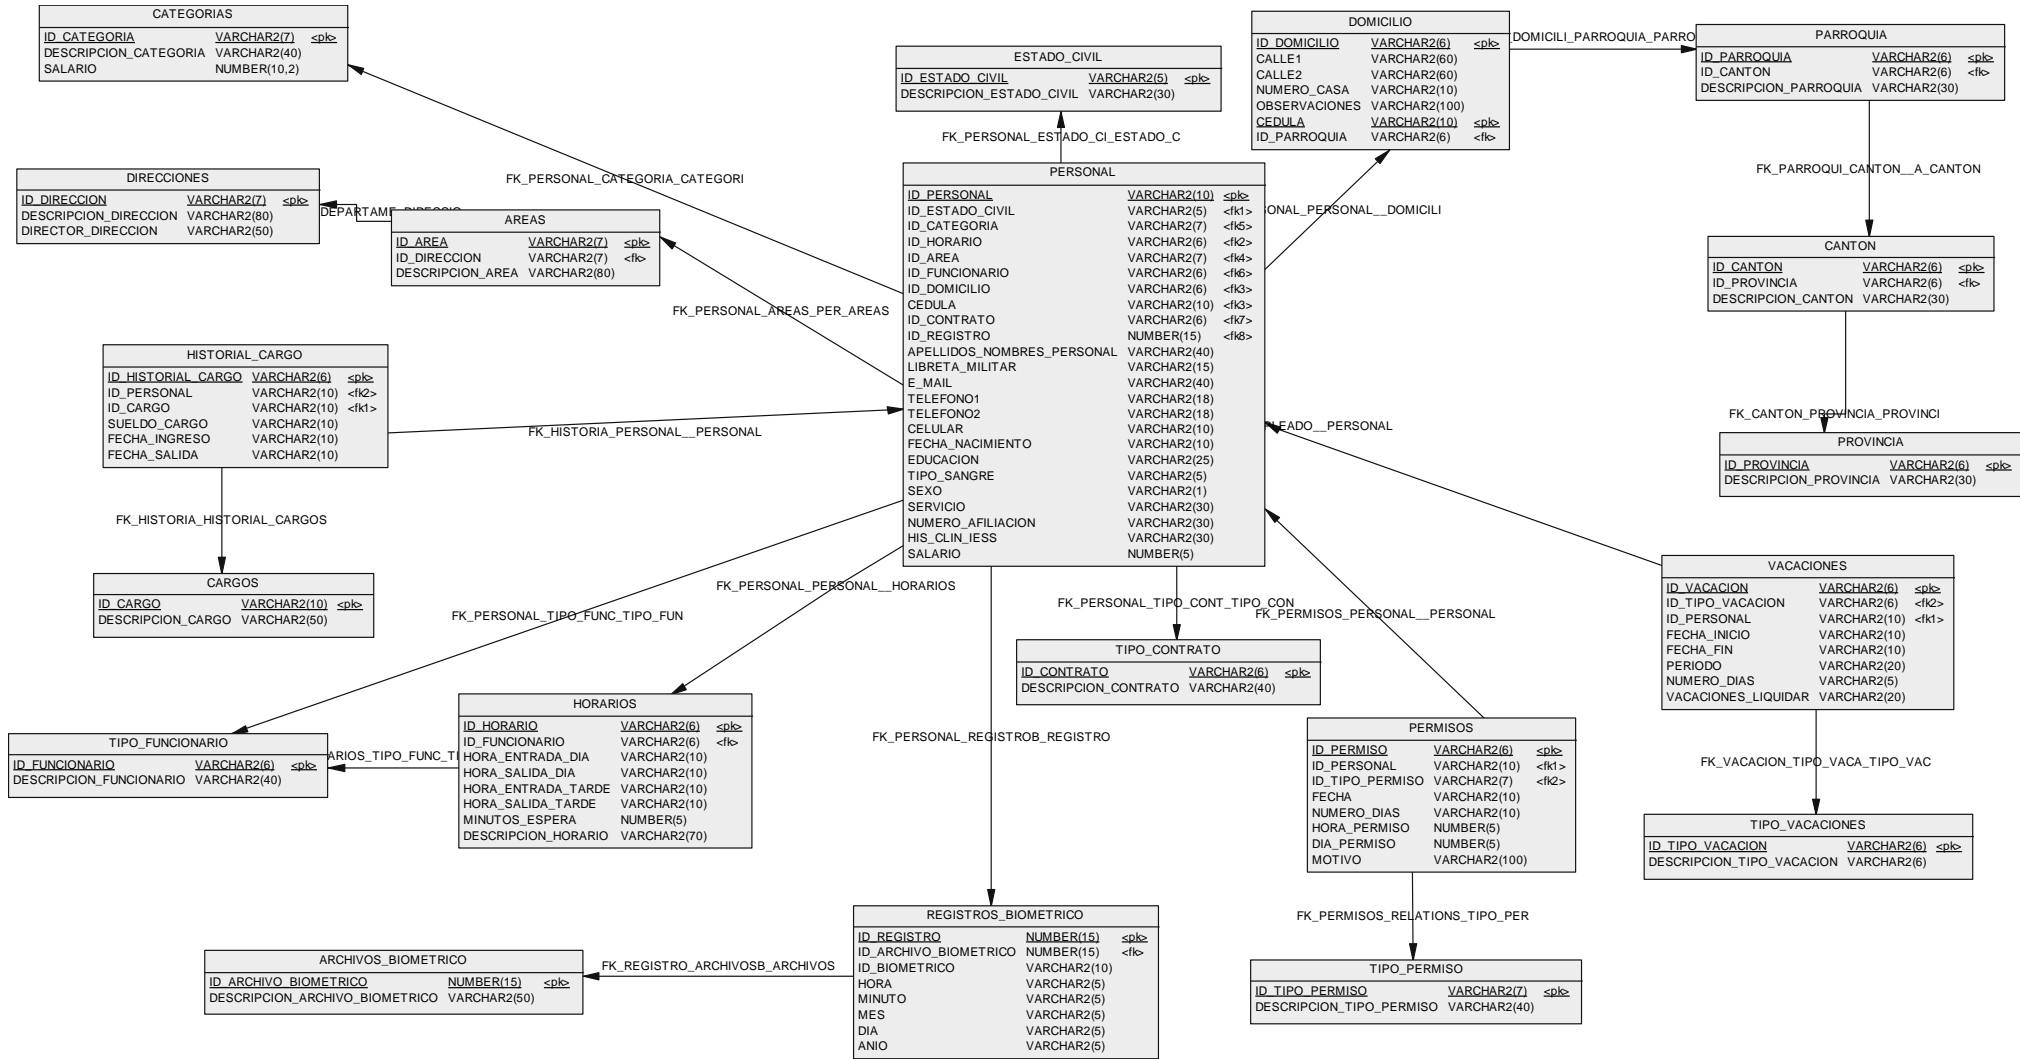 CATEGORIAS
ID_CATEGORIA VARCHAR2(7) <pk>
DESCRIPCION_CATEGORIA VARCHAR2(40)
SALARIO NUMBER(10,2)
ESTADO_CIVIL
ID_ESTADO_CIVIL VARCHAR2(5) <pk>
DESCRIPCION_ESTADO_CIVIL VARCHAR2(30)
DOMICILIO
ID_DOMICILIO VARCHAR2(6) <pk>
CALLE1 VARCHAR2(60)
CALLE2 VARCHAR2(60)
NUMERO_CASA VARCHAR2(10)
OBSERVACIONES VARCHAR2(100)
CEDULA VARCHAR2(10) <pk>
ID_PARROQUIA VARCHAR2(6) <fk>
_DOMICILI_PARROQUIA_PARRO
PARROQUIA
ID_PARROQUIA VARCHAR2(6) <pk>
ID_CANTON VARCHAR2(6) <fk>
DESCRIPCION_PARROQUIA VARCHAR2(30)
FK_PERSONAL_ESTADO_CI_ESTADO_C
FK_PERSONAL_CATEGORIA_CATEGORI
FK_PARROQUI_CANTON__A_CANTON
DIRECCIONES
ID_DIRECCION VARCHAR2(7) <pk>
DESCRIPCION_DIRECCION VARCHAR2(80)
DIRECTOR_DIRECCION VARCHAR2(50)
DEPARTAME_DIRECCIO
AREAS
ID_AREA VARCHAR2(7) <pk>
ID_DIRECCION VARCHAR2(7) <fk>
DESCRIPCION_AREA VARCHAR2(80)
PERSONAL
ID_PERSONAL VARCHAR2(10) <pk>
ID_ESTADO_CIVIL VARCHAR2(5) <fk1>
ID_CATEGORIA VARCHAR2(7) <fk5>
ID_HORARIO VARCHAR2(6) <fk2>
ID_AREA VARCHAR2(7) <fk4>
ID_FUNCIONARIO VARCHAR2(6) <fk6>
ID_DOMICILIO VARCHAR2(6) <fk3>
CEDULA VARCHAR2(10) <fk3>
ID_CONTRATO VARCHAR2(6) <fk7>
ID_REGISTRO NUMBER(15) <fk8>
APELLIDOS_NOMBRES_PERSONAL VARCHAR2(40)
LIBRETA_MILITAR VARCHAR2(15)
E_MAIL VARCHAR2(40)
TELEFONO1 VARCHAR2(18)
TELEFONO2 VARCHAR2(18)
CELULAR VARCHAR2(10)
FECHA_NACIMIENTO VARCHAR2(10)
EDUCACION VARCHAR2(25)
TIPO_SANGRE VARCHAR2(5)
SEXO VARCHAR2(1)
SERVICIO VARCHAR2(30)
NUMERO_AFILIACION VARCHAR2(30)
HIS_CLIN_IESS VARCHAR2(30)
SALARIO NUMBER(5)
SONAL_PERSONAL__DOMICILI
CANTON
ID_CANTON VARCHAR2(6) <pk>
ID_PROVINCIA VARCHAR2(6) <fk>
DESCRIPCION_CANTON VARCHAR2(30)
FK_PERSONAL_AREAS_PER_AREAS
HISTORIAL_CARGO
ID_HISTORIAL_CARGO VARCHAR2(6) <pk>
ID_PERSONAL VARCHAR2(10) <fk2>
ID_CARGO VARCHAR2(10) <fk1>
SUELDO_CARGO VARCHAR2(10)
FECHA_INGRESO VARCHAR2(10)
FECHA_SALIDA VARCHAR2(10)
FK_HISTORIA_PERSONAL__PERSONAL
PLEADO__PERSONAL
FK_CANTON_PROVINCIA_PROVINCI
PROVINCIA
ID_PROVINCIA VARCHAR2(6) <pk>
DESCRIPCION_PROVINCIA VARCHAR2(30)
FK_HISTORIA_HISTORIAL_CARGOS
CARGOS
ID_CARGO VARCHAR2(10) <pk>
DESCRIPCION_CARGO VARCHAR2(50)
FK_PERSONAL_TIPO_FUNC_TIPO_FUN
FK_PERSONAL_PERSONAL__HORARIOS
FK_PERSONAL_TIPO_CONT_TIPO_CON
FK_PERMISOS_PERSONAL__PERSONAL
VACACIONES
ID_VACACION VARCHAR2(6) <pk>
ID_TIPO_VACACION VARCHAR2(6) <fk2>
ID_PERSONAL VARCHAR2(10) <fk1>
FECHA_INICIO VARCHAR2(10)
FECHA_FIN VARCHAR2(10)
PERIODO VARCHAR2(20)
NUMERO_DIAS VARCHAR2(5)
VACACIONES_LIQUIDAR VARCHAR2(20)
TIPO_CONTRATO
ID_CONTRATO VARCHAR2(6) <pk>
DESCRIPCION_CONTRATO VARCHAR2(40)
HORARIOS
ID_HORARIO VARCHAR2(6) <pk>
ID_FUNCIONARIO VARCHAR2(6) <fk>
HORA_ENTRADA_DIA VARCHAR2(10)
HORA_SALIDA_DIA VARCHAR2(10)
HORA_ENTRADA_TARDE VARCHAR2(10)
HORA_SALIDA_TARDE VARCHAR2(10)
MINUTOS_ESPERA NUMBER(5)
DESCRIPCION_HORARIO VARCHAR2(70)
TIPO_FUNCIONARIO
ID_FUNCIONARIO VARCHAR2(6) <pk>
DESCRIPCION_FUNCIONARIO VARCHAR2(40)
ARIOS_TIPO_FUNC_TI
FK_PERSONAL_REGISTROB_REGISTRO
PERMISOS
ID_PERMISO VARCHAR2(6) <pk>
ID_PERSONAL VARCHAR2(10) <fk1>
ID_TIPO_PERMISO VARCHAR2(7) <fk2>
FECHA VARCHAR2(10)
NUMERO_DIAS VARCHAR2(10)
HORA_PERMISO NUMBER(5)
DIA_PERMISO NUMBER(5)
MOTIVO VARCHAR2(100)
FK_VACACION_TIPO_VACA_TIPO_VAC
TIPO_VACACIONES
ID_TIPO_VACACION VARCHAR2(6) <pk>
DESCRIPCION_TIPO_VACACION VARCHAR2(6)
FK_PERMISOS_RELATIONS_TIPO_PER
ARCHIVOS_BIOMETRICO
ID_ARCHIVO_BIOMETRICO NUMBER(15) <pk>
DESCRIPCION_ARCHIVO_BIOMETRICO VARCHAR2(50)
FK_REGISTRO_ARCHIVOSB_ARCHIVOS
REGISTROS_BIOMETRICO
ID_REGISTRO NUMBER(15) <pk>
ID_ARCHIVO_BIOMETRICO NUMBER(15) <fk>
ID_BIOMETRICO VARCHAR2(10)
HORA VARCHAR2(5)
MINUTO VARCHAR2(5)
MES VARCHAR2(5)
DIA VARCHAR2(5)
ANIO VARCHAR2(5)
TIPO_PERMISO
ID_TIPO_PERMISO VARCHAR2(7) <pk>
DESCRIPCION_TIPO_PERMISO VARCHAR2(40)